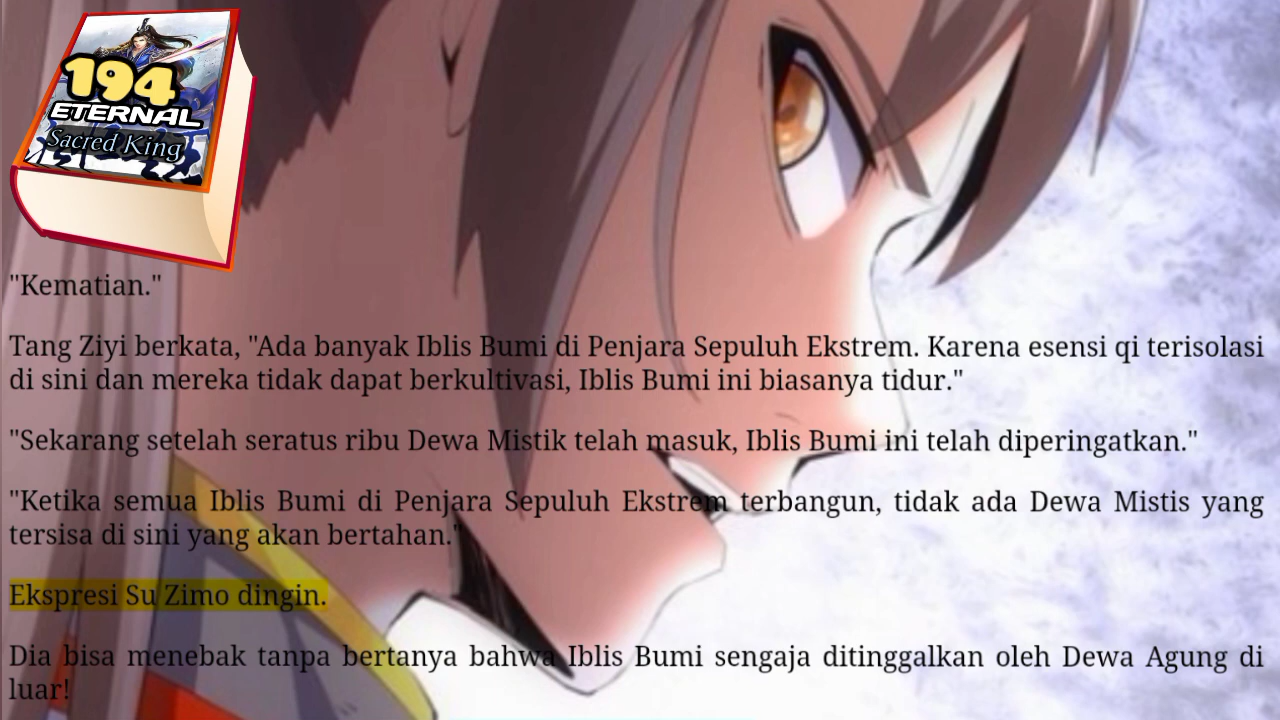 194
ETERNAL
Sacred King
"Kematian."
Tang Ziyi berkata, "Ada banyak Iblis Bumi di Penjara Sepuluh Ekstrem. Karena esensi qi terisolasi
di sini dan mereka tidak dapat berkultivasi, Iblis Bumi ini biasanya tidur."
"Sekarang setelah seratus ribu Dewa Mistik telah masuk, Iblis Bumi ini telah diperingatkan."
"Ketika semua Iblis Bumi di Penjara Sepuluh Ekstrem terbangun, tidak ada Dewa Mistis yang
tersisa di sini yang akan bertahan."
Ekspresi Su Zimo dingin.
Dia bisa menebak tanpa bertanya bahwa Iblis Bumi sengaja ditinggalkan oleh Dewa Agung di
luar!